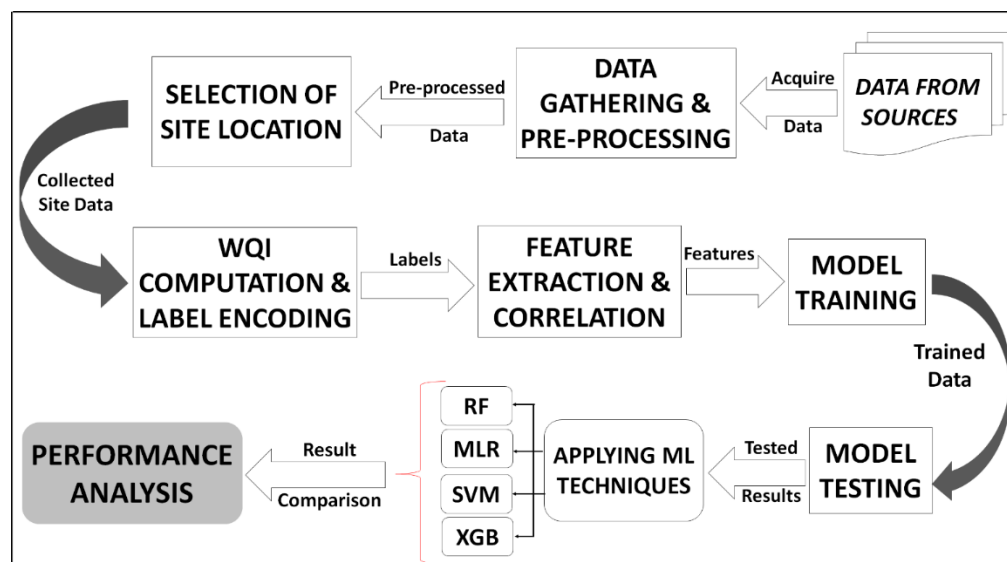 DATA FROM
SOURCES
Acquire
Data
DATA
GATHERING &
PRE-PROCESSING
Pre-processed
Data
SELECTION OF
SITE LOCATION
Collected
Site Data
WQI
COMPUTATION &
LABEL ENCODING
Labels
FEATURE
EXTRACTION &
CORRELATION
Features
MODEL
TRAINING
Trained
Data
MODEL
TESTING
Tested
Results
APPLYING ML
TECHNIQUES
RF
MLR
SVM
XGB
Result
Comparison
PERFORMANCE
ANALYSIS